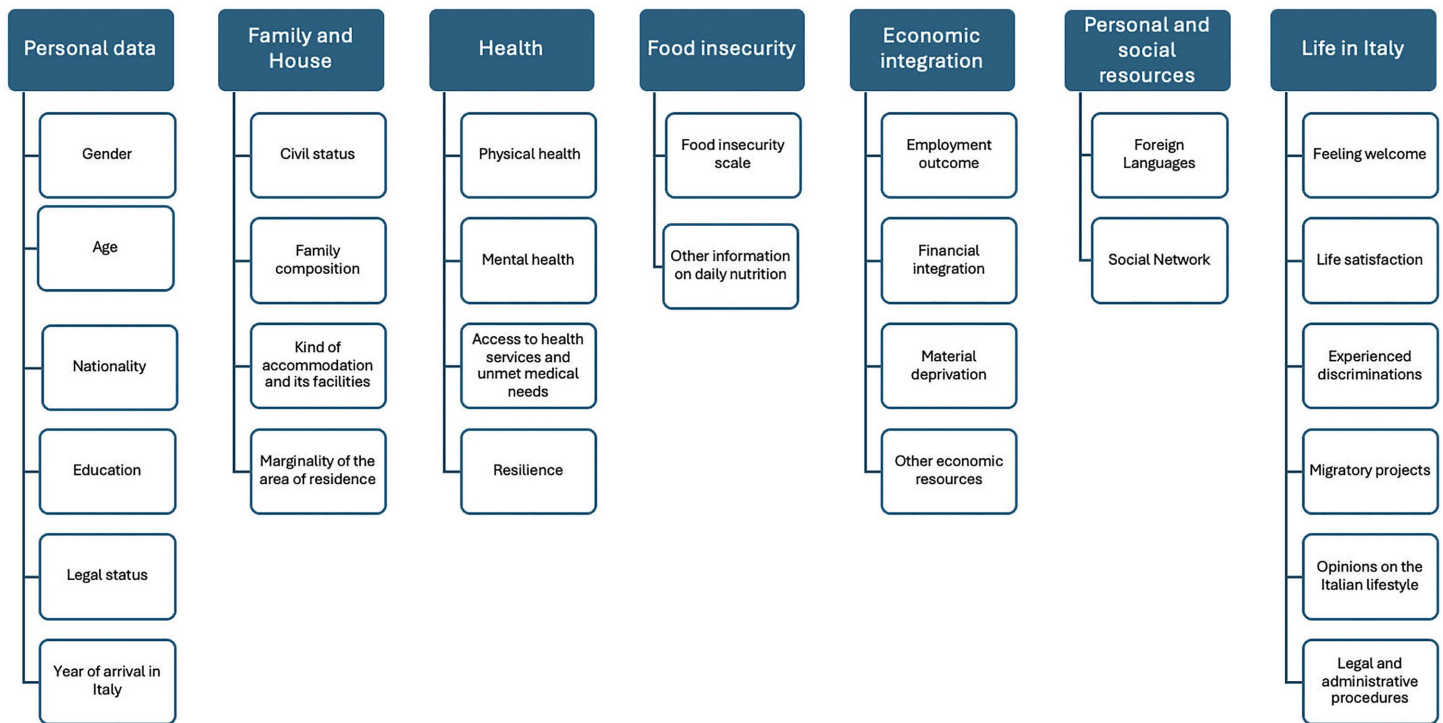 Personal data
Gender
Age
Nationality
Education
Legal status
Year of arrival in
Italy
Family and
House
Civil status
Family
composition
Kind of
accommodation
and its facilities
Marginality of the
area of residence
Health
Physical health
Mental health
Access to health
services and
unmet medical
needs
Resilience
Food insecurity
Food insecurity
scale
Other information
on daily nutrition
Economic
integration
Employment
outcome
Financial
integration
Material
deprivation
Other economic
resources
Personal and
social
resources
Foreign
Languages
Social Network
Life in Italy
Feeling welcome
Life satisfaction
Experienced
discriminations
Migratory projects
Opinions on the
Italian lifestyle
Legal and
administrative
procedures